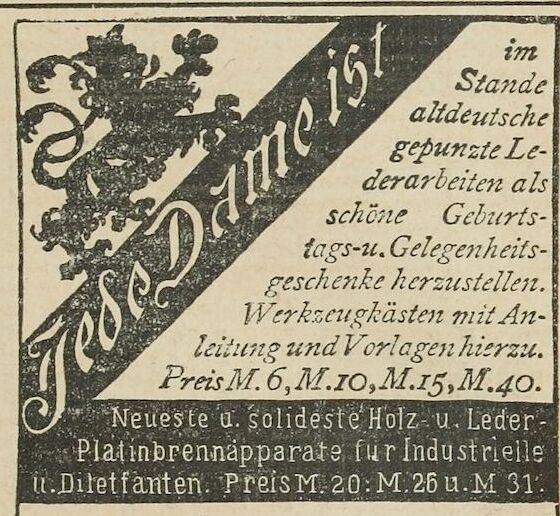 Jede Dame ist
im
Stande
altdeutsche
gepunzte Le-
derarbeiten als
schöne Geburts-
tags-u. Gelegenheits-
geschenke herzustellen.
Werkzeugkästen mit An-
leitung und Vorlagen hierzu.
Preis M. 6, M. 10, M. 15, M. 40.
Neueste u. solideste Holz- u. Leder-
Platinbrennapparate für Industrielle
u. Dilettanten. Preis M. 20: M. 26 u. M 31.